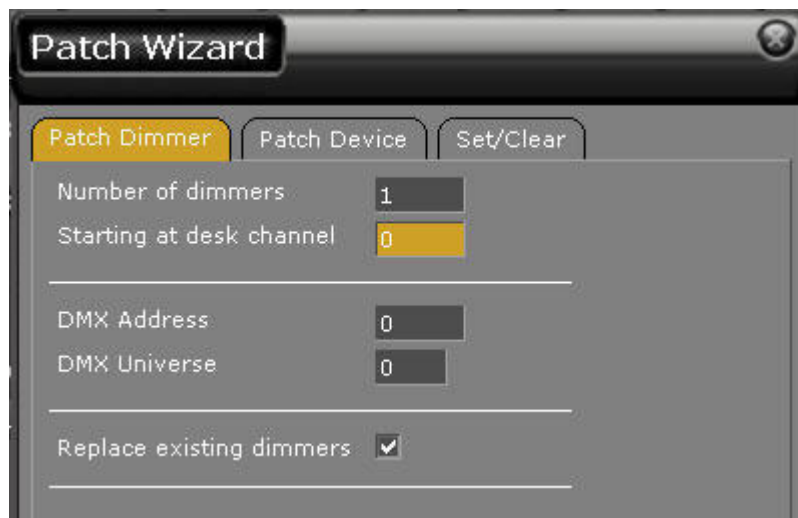 Patch Wizard
Patch Dimmer Patch Device Set/Clear
Number of dimmers 1
Starting at desk channel 0
DMX Address 0
DMX Universe 0
Replace existing dimmers